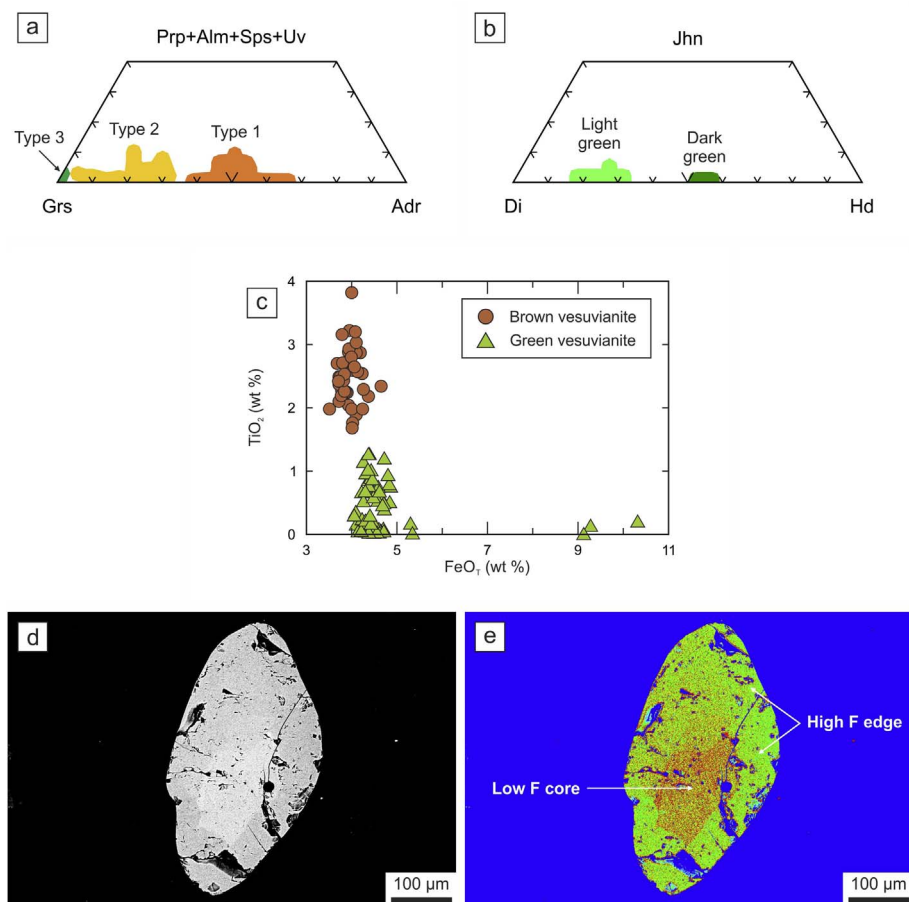 a
Prp+Alm+Sps+Uv
Type 3
Type 2
Type 1
Grs
Adr
b
Jhn
Light
green
Dark
green
Di
Hd
c
4
3
2
1
0
TiO₂ (wt %)
Brown vesuvianite
Green vesuvianite
3
5
7
9
11
FeOT (wt %)
d
100 µm
e
High F edge
Low F core
100 µm